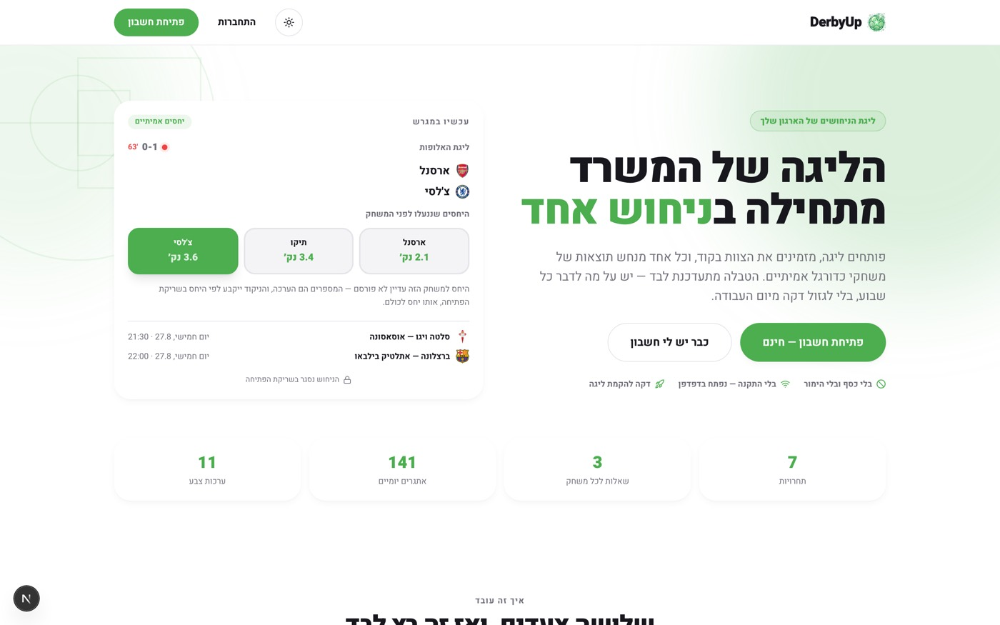 DerbyUp
התחברות
פתיחת חשבון
ליגת הניחושים של הארגון שלך
הליגה של המשרד
מתחילה בניחוש אחד
פותחים ליגה, מזמינים את הצוות בקוד, וכל אחד מנחש תוצאות של
משחקי כדורגל אמיתיים. הטבלה מתעדכנת לבד — יש על מה לדבר כל
שבוע, בלי לגזול דקה מיום העבודה.
פתיחת חשבון — חינם
כבר יש לי חשבון
בלי כסף ובלי הימור
בלי התקנה — נפתח בדפדפן
דקה להקמת ליגה
עכשיו במגרש
יחסים אמיתיים
ליגת האלופות
0-1 63'
ארסנל
צ'לסי
היחסים שננעלו לפני המשחק
ארסנל
2.1 נק׳
תיקו
3.4 נק׳
צ'לסי
3.6 נק׳
היחס למשחק הזה עדיין לא פורסם — המספרים הם הערכה, והניקוד ייקבע לפי היחס בשריקת
הפתיחה, אותו יחס לכולם.
סלטה ויגו — אוסאסונה
יום חמישי, 27.8 · 21:30
ברצלונה — אתלטיק בילבאו
יום חמישי, 27.8 · 22:00
הניחוש נסגר בשריקת הפתיחה
7
תחרויות
3
שאלות לכל משחק
141
אתגרים יומיים
11
ערכות צבע
איך זה עובד
שלושה צעדים, ואז זה רץ לבד
N